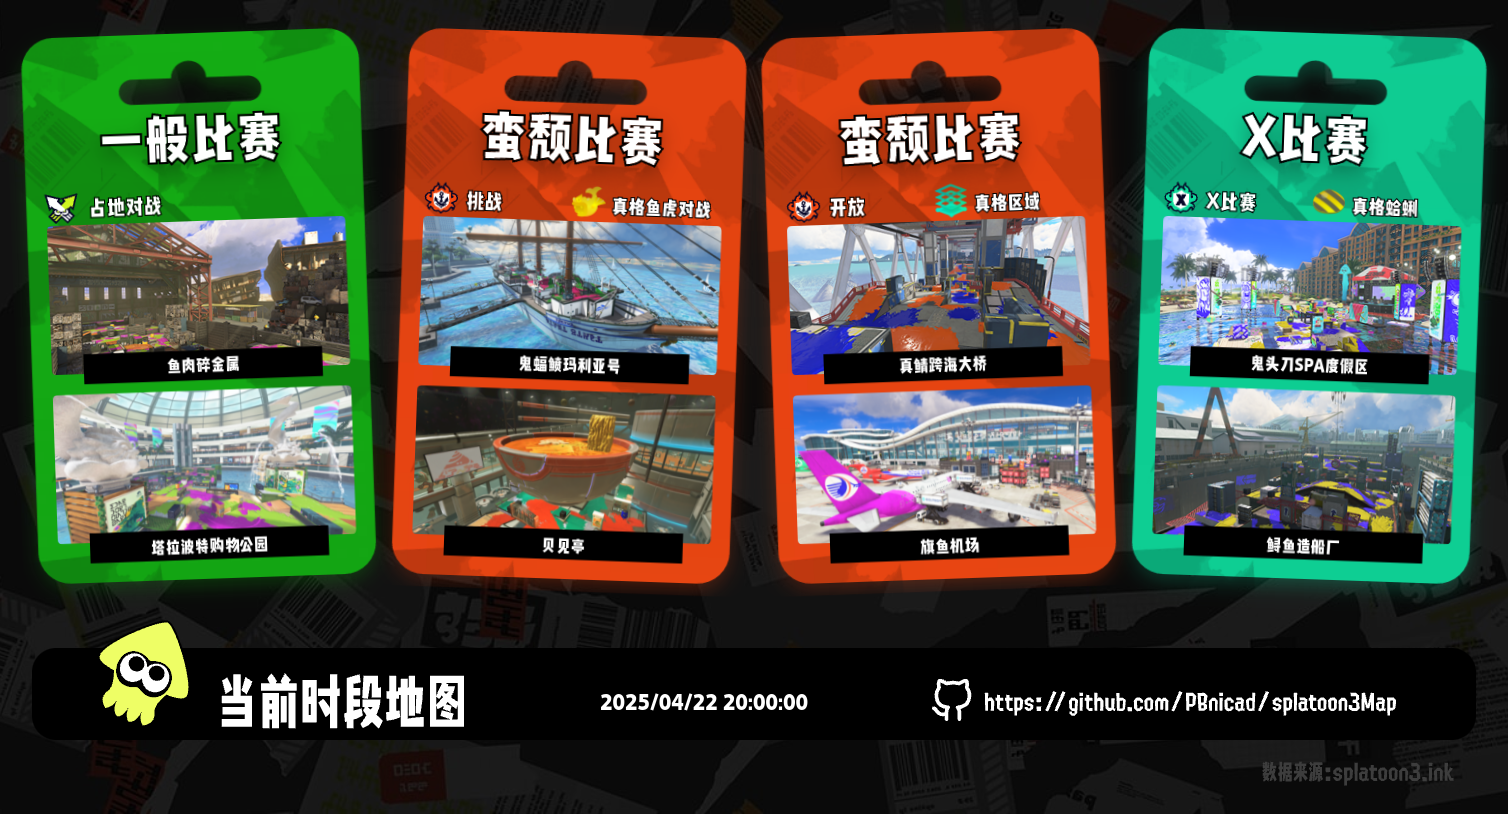 一般比赛
占地对战
鱼肉碎金属
塔拉波特购物公园
蛮颓比赛
挑战
真格鱼虎对战
鬼蝠鲼玛利亚号
贝见亭
蛮颓比赛
开放
真格区域
真鲭跨海大桥
旗鱼机场
X比赛
X比赛
真格蛤蜊
鬼头刀SPA度假区
鲟鱼造船厂
当前时段地图
2025/04/22 20:00:00
https://github.com/PBnicad/splatoon3Map
数据来源:splatoon3.ink